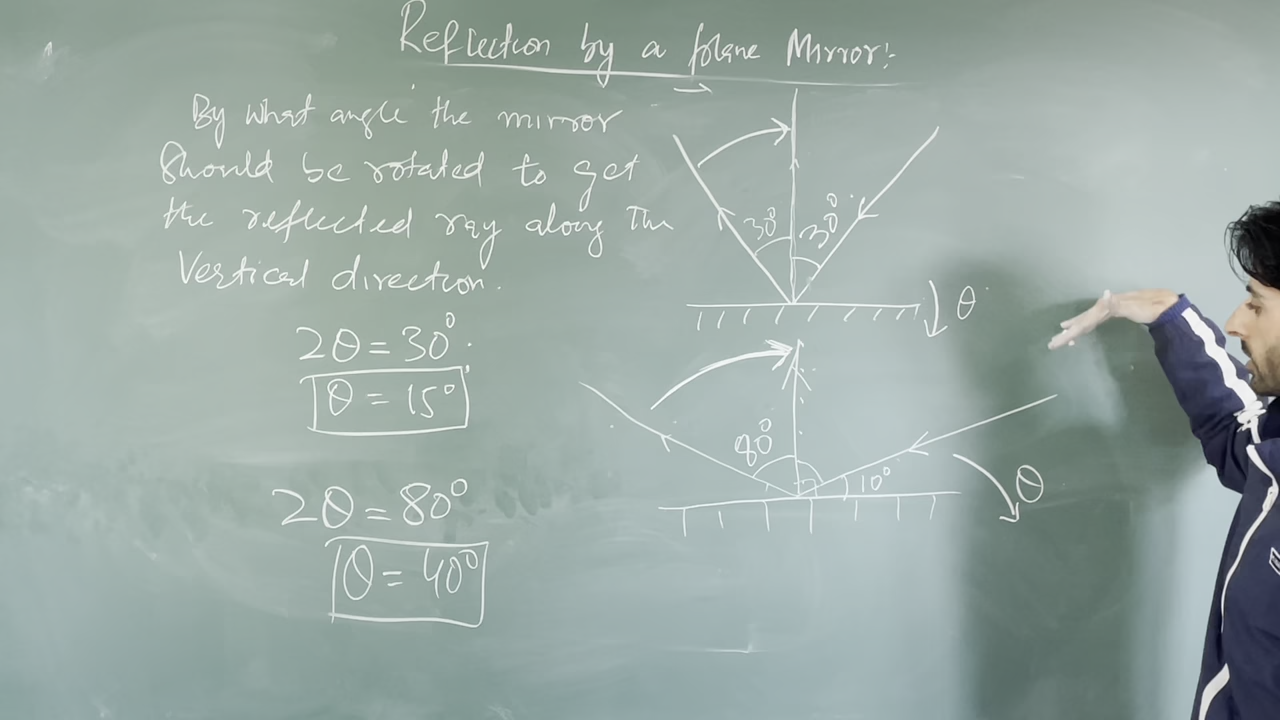 Reflection by a plane Mirror:-
By what angle the mirror
Should be rotated to get
the reflected ray along the
Vertical direction.
2θ = 30°
θ = 15°
2θ = 80°
θ = 40°
30° 30°
θ
80° 10°
θ